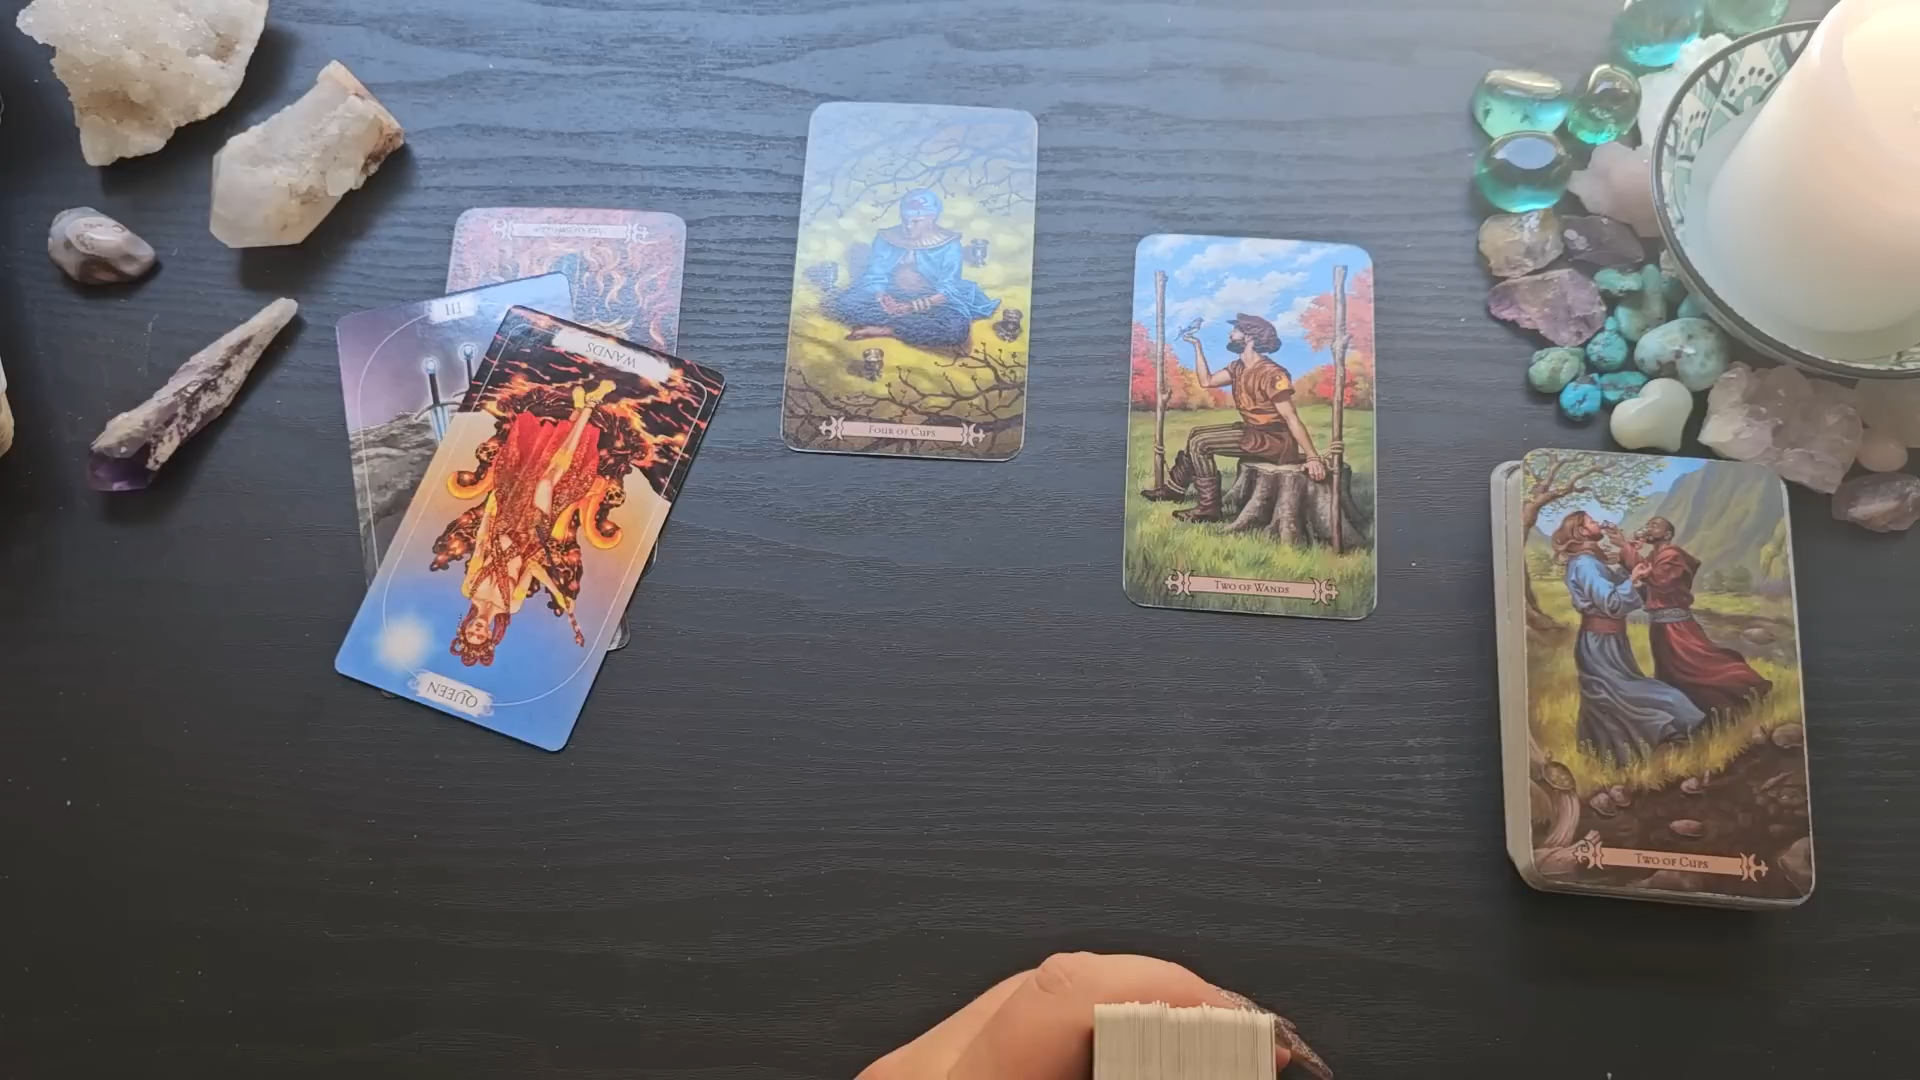 III
WANDS
QUEEN
FOUR OF CUPS
TWO OF WANDS
TWO OF CUPS